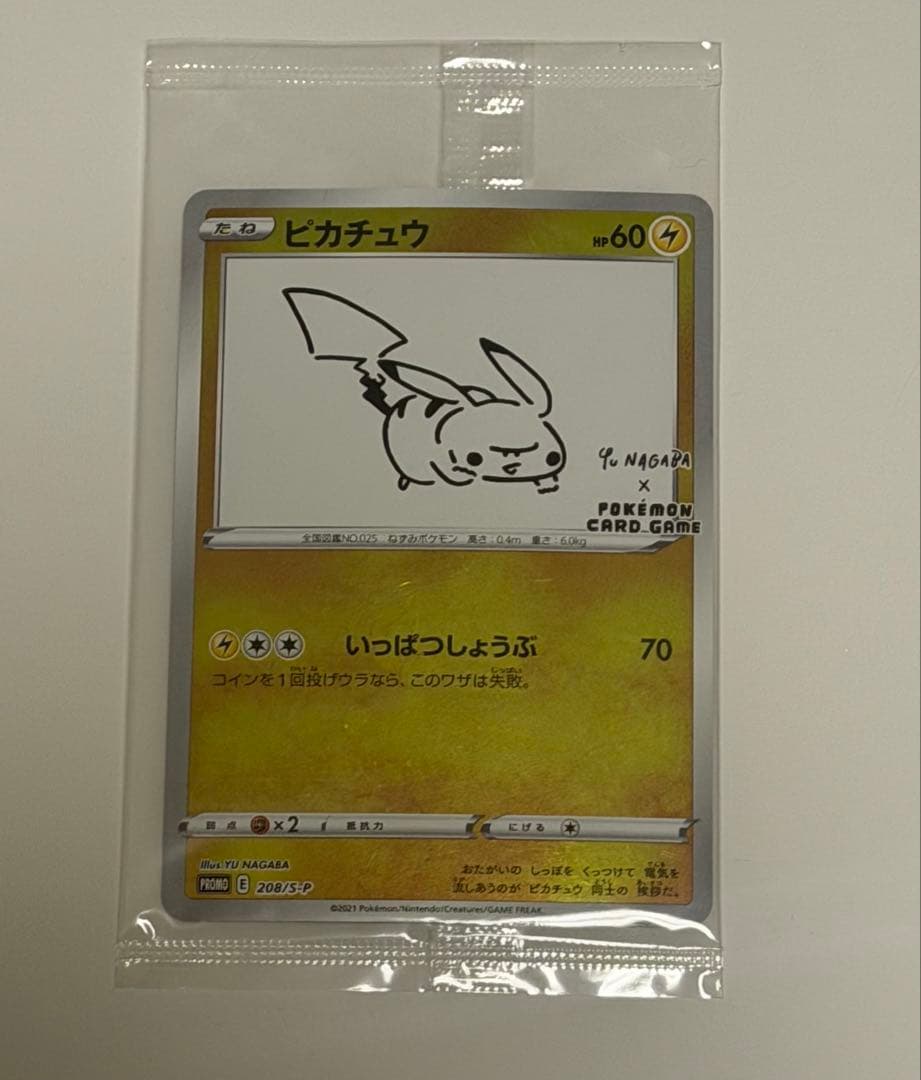 たね ピカチュウ HP60
YU NAGABA
×
POKÉMON
CARD GAME
全国図鑑NO.025 ねずみポケモン 高さ:0.4m 重さ:6.0kg
いっぱつしょうぶ 70
コインを1回投げウラなら、このワザは失敗。
弱点 ×2 抵抗力 にげる
Illus. YU NAGABA
おたがいの しっぽを くっつけて 電気を
PROMO E 208/S-P 流しあうのが ピカチュウ 同士の 挨拶だ。
©2021 Pokémon/Nintendo/Creatures/GAME FREAK